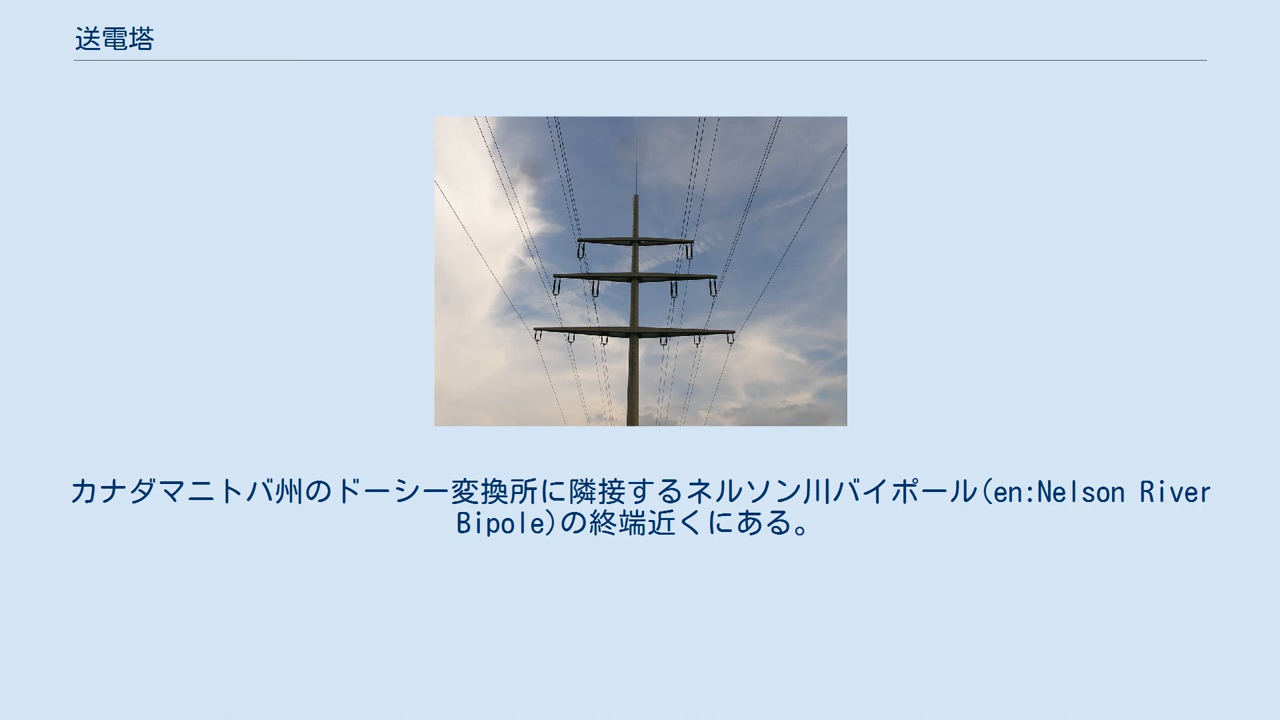 送電塔
カナダマニトバ州のドーシー変換所に隣接するネルソン川バイポール(en:Nelson River
Bipole)の終端近くにある。